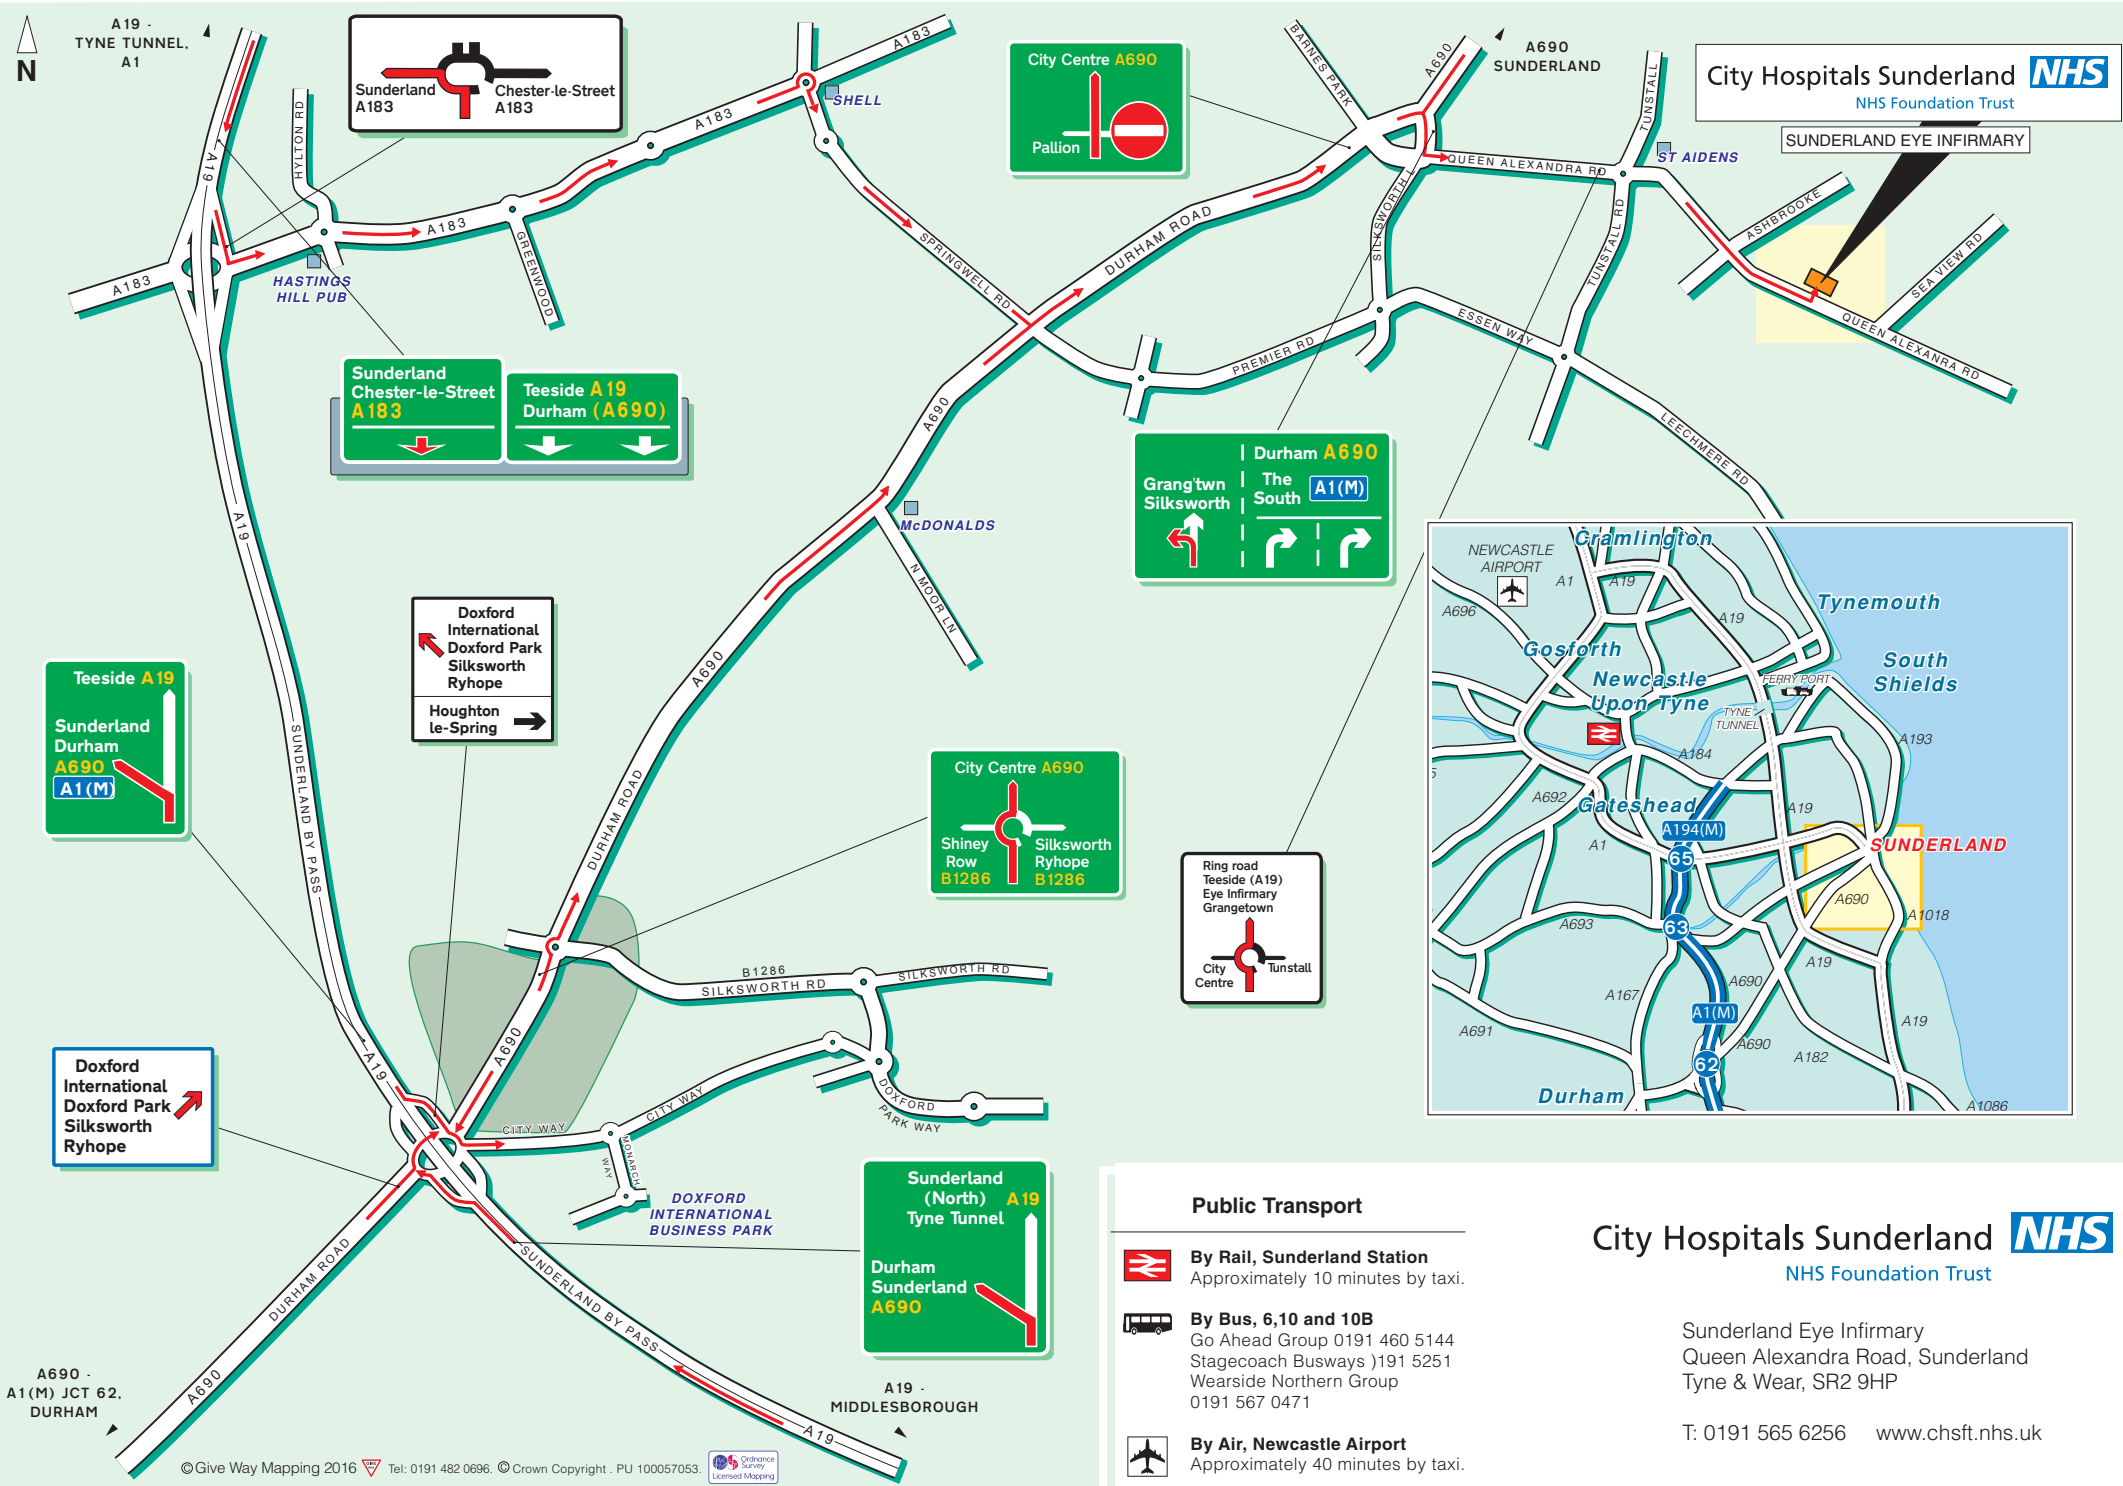 A19 -
TYNE TUNNEL,
A1
N
Sunderland
A183
Chester-le-Street
A183
A183
SHELL
A183
HYLTON RD
A19
A183
GREENWOOD
HASTINGS
HILL PUB
A183
City Centre A690
Pallion
BARNES PARK
A690
A690
SUNDERLAND
TUNSTALL
City Hospitals Sunderland NHS
NHS Foundation Trust
SUNDERLAND EYE INFIRMARY
ST AIDENS
QUEEN ALEXANDRA RD
ASHBROOKE
SEA VIEW RD
QUEEN ALEXANRA RD
TUNSTALL RD
SILKSWORTH L
DURHAM ROAD
SPRINGWELL RD
PREMIER RD
ESSEN WAY
LEECHMERE RD
Sunderland
Chester-le-Street
A183
Teeside A19
Durham (A690)
A690
McDONALDS
N MOOR LN
Grang'twn
Silksworth
Durham A690
The
South
A1(M)
A19
SUNDERLAND BY PASS
Doxford
International
Doxford Park
Silksworth
Ryhope
Houghton
le-Spring
A690
DURHAM ROAD
Teeside A19
Sunderland
Durham
A690
A1(M)
City Centre A690
Shiney
Row
B1286
Silksworth
Ryhope
B1286
Ring road
Teeside (A19)
Eye Infirmary
Grangetown
City
Centre
Tunstall
B1286
SILKSWORTH RD
SILKSWORTH RD
A690
A19
CITY WAY
CITY WAY
DOXFORD
PARK WAY
MONARCH
WAY
DOXFORD
INTERNATIONAL
BUSINESS PARK
Doxford
International
Doxford Park
Silksworth
Ryhope
Sunderland
(North) A19
Tyne Tunnel
Durham
Sunderland
A690
DURHAM ROAD
A690
SUNDERLAND BY PASS
A19
A690 -
A1(M) JCT 62,
DURHAM
A19 -
MIDDLESBOROUGH
Cramlington
NEWCASTLE
AIRPORT
A1
A19
A696
A19
Tynemouth
Gosforth
South
Shields
Newcastle
Upon Tyne
FERRY PORT
TYNE
TUNNEL
A184
A193
5
A692
Gateshead
A19
A194(M)
A1
65
SUNDERLAND
A690
A1018
A693
63
A19
A167
A690
A1(M)
A691
A19
A690
A182
62
Durham
A1086
Public Transport
By Rail, Sunderland Station
Approximately 10 minutes by taxi.
By Bus, 6,10 and 10B
Go Ahead Group 0191 460 5144
Stagecoach Busways )191 5251
Wearside Northern Group
0191 567 0471
By Air, Newcastle Airport
Approximately 40 minutes by taxi.
City Hospitals Sunderland NHS
NHS Foundation Trust
Sunderland Eye Infirmary
Queen Alexandra Road, Sunderland
Tyne & Wear, SR2 9HP
T: 0191 565 6256 www.chsft.nhs.uk
©Give Way Mapping 2016 Tel: 0191 482 0696. © Crown Copyright . PU 100057053.
Ordnance
Survey
Licensed Mapping